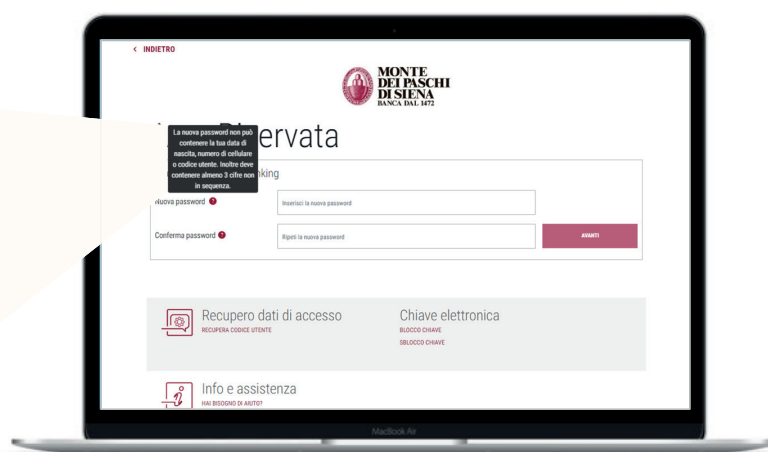 < INDIETRO
MONTE
DEI PASCHI
DI SIENA
BANCA DAL 1472
ervata
La nuova password non può
contenere la tua data di
nascita, numero di cellulare
o codice utente. Inoltre deve
contenere almeno 3 cifre non
in sequenza.
king
Nuova password ?
Inserisci la nuova password
Conferma password ?
Ripeti la nuova password
AVANTI
Recupero dati di accesso
RECUPERA CODICE UTENTE
Chiave elettronica
BLOCCO CHIAVE
SBLOCCO CHIAVE
Info e assistenza
HAI BISOGNO DI AIUTO?
MacBook Air